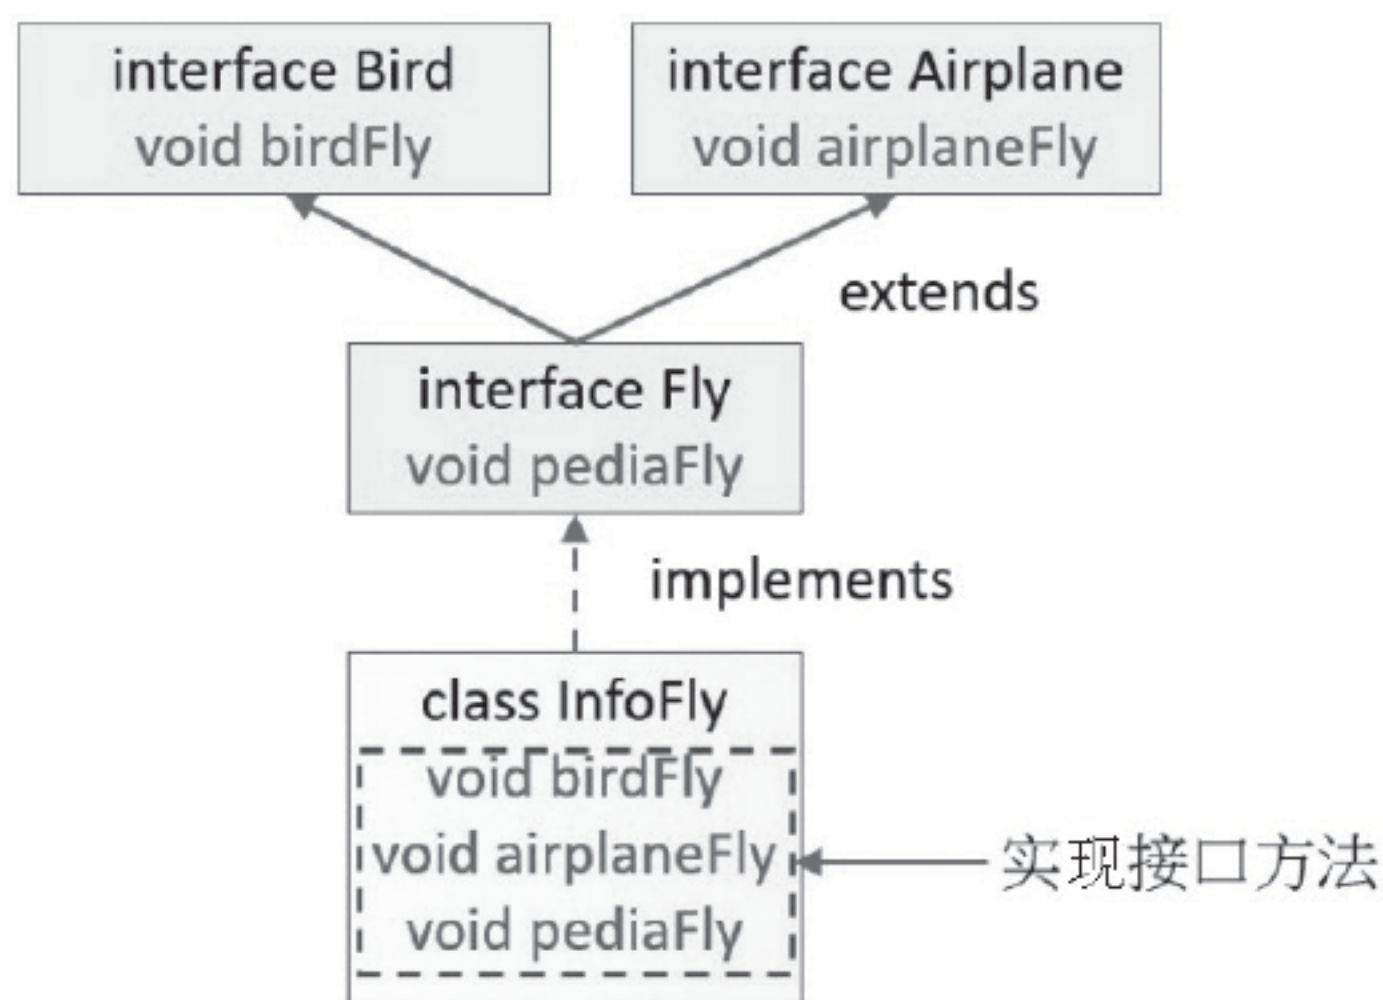 interface Bird
void birdFly
interface Airplane
void airplaneFly
extends
interface Fly
void pediaFly
implements
class InfoFly
void birdFly
void airplaneFly
void pediaFly
实现接口方法